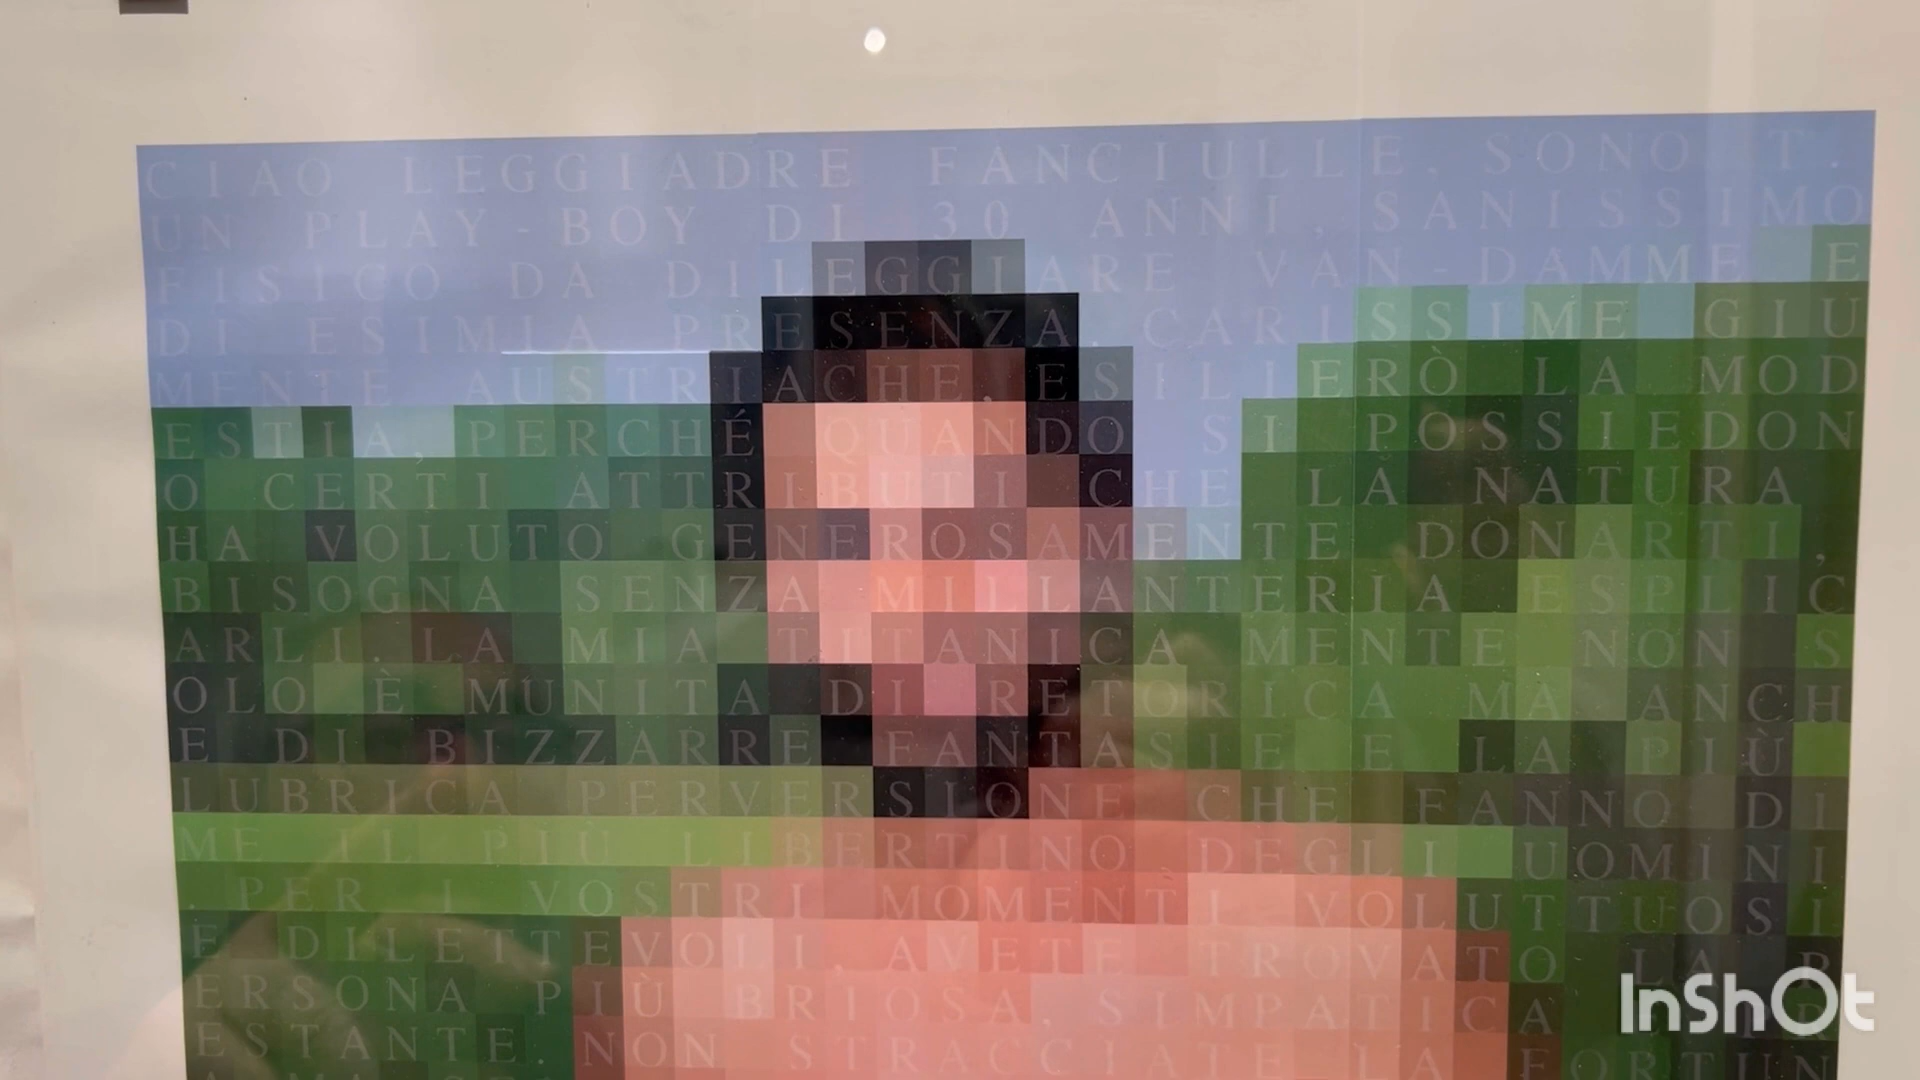 CIAO LEGGIADRE FANCIULLE. SONO T.
UN PLAY-BOY DI 30 ANNI, SANISSIMO
FISICO DA DILEGGIARE VAN-DAMME E
DI ESIMIA PRESENZA. CARISSIME GIU
MENTE AUSTRIACHE, ESILIERÒ LA MOD
ESTIA, PERCHÉ QUANDO SI POSSIEDON
O CERTI ATTRIBUTI CHE LA NATURA
HA VOLUTO GENEROSAMENTE DONARTI,
BISOGNA SENZA MILLANTERIA ESPLIC
ARLI. LA MIA TITANICA MENTE NON S
OLO È MUNITA DI RETORICA MA ANCH
E DI BIZZARRE FANTASIE E LA PIÙ
LUBRICA PERVERSIONE CHE FANNO DI
ME IL PIÙ LIBERTINO DEGLI UOMINI
. PER I VOSTRI MOMENTI VOLUTTUOSI
E DILETTEVOLI, AVETE TROVATO LA P
ERSONA PIÙ BRIOSA, SIMPATICA
ESTANTE. NON STRACCIATE LA FORTUN
InShOt